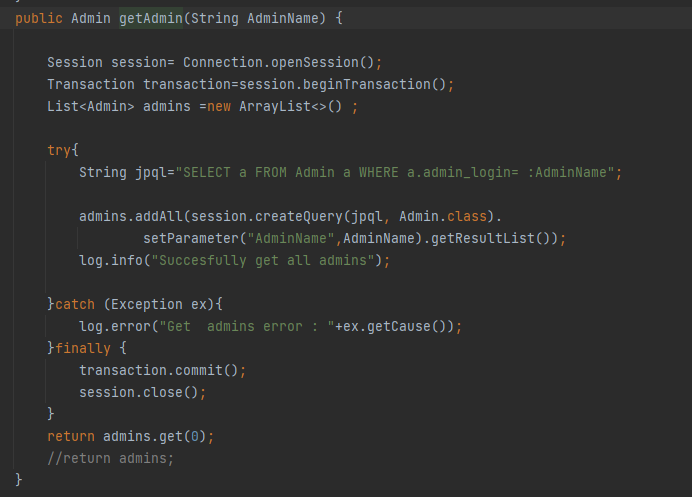 public Admin getAdmin(String AdminName) {
Session session= Connection.openSession();
Transaction transaction=session.beginTransaction();
List<Admin> admins =new ArrayList<>() ;
try{
String jpql="SELECT a FROM Admin a WHERE a.admin_login= :AdminName";
admins.addAll(session.createQuery(jpql, Admin.class).
setParameter("AdminName",AdminName).getResultList());
log.info("Succesfully get all admins");
}catch (Exception ex){
log.error("Get  admins error : "+ex.getCause());
}finally {
transaction.commit();
session.close();
}
return admins.get(0);
//return admins;
}